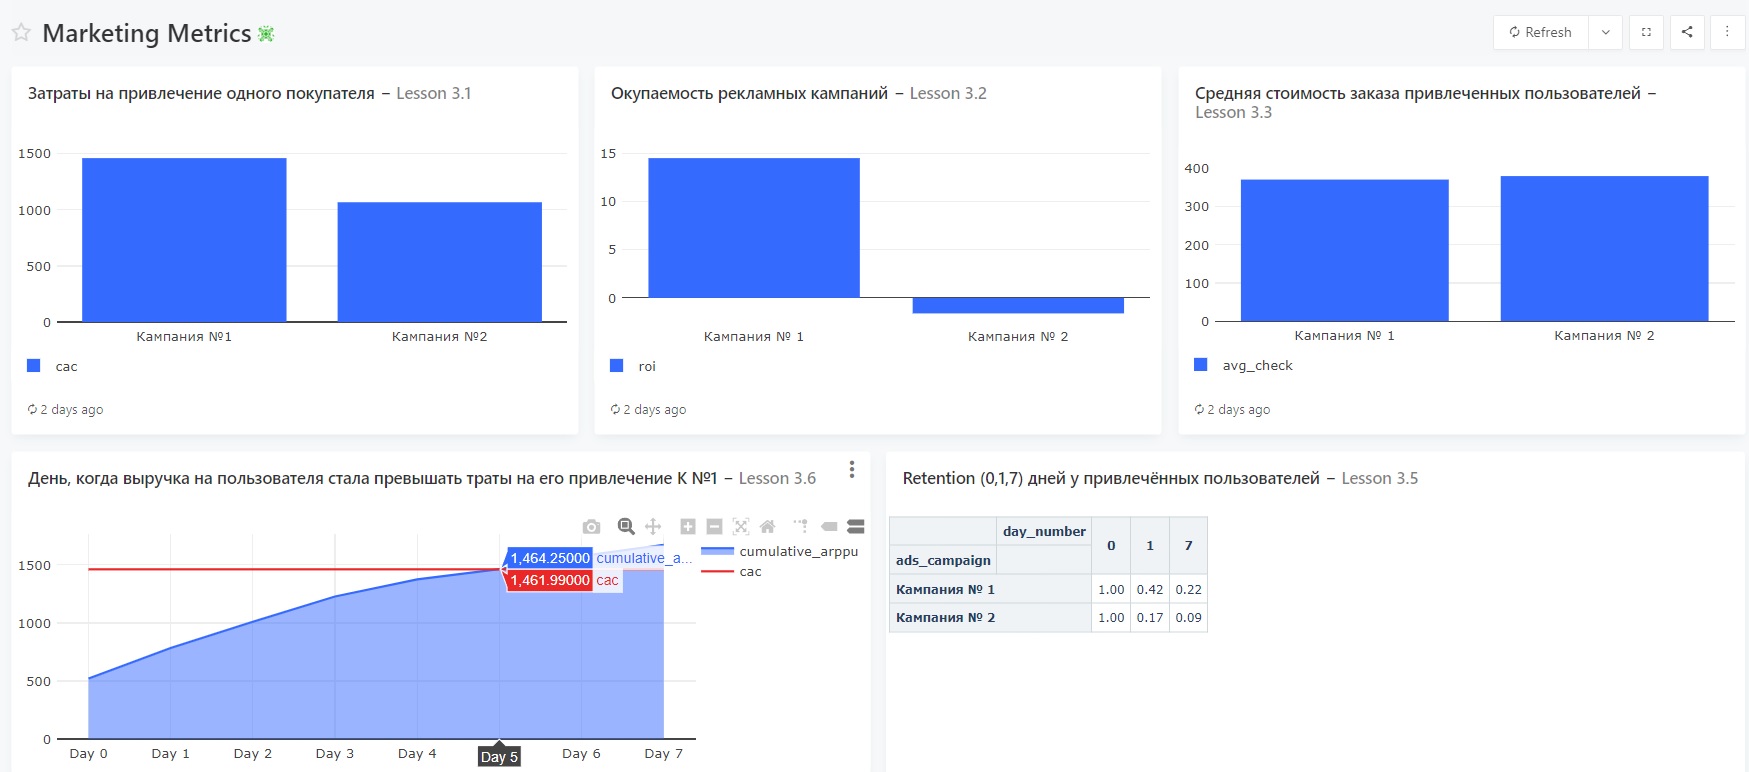 Marketing Metrics
Refresh
Затраты на привлечение одного покупателя – Lesson 3.1
1500
1000
500
0
Кампания №1
Кампания №2
cac
2 days ago
Окупаемость рекламных кампаний – Lesson 3.2
15
10
5
0
Кампания № 1
Кампания № 2
roi
2 days ago
Средняя стоимость заказа привлеченных пользователей –
Lesson 3.3
400
300
200
100
0
Кампания № 1
Кампания № 2
avg_check
2 days ago
День, когда выручка на пользователя стала превышать траты на его привлечение К №1 – Lesson 3.6
1500
1000
500
0
1,464.25000 cumulative_a...
1,461.99000 cac
cumulative_arppu
cac
Day 0
Day 1
Day 2
Day 3
Day 4
Day 5
Day 6
Day 7
Retention (0,1,7) дней у привлечённых пользователей – Lesson 3.5
day_number
0 1 7
ads_campaign
Кампания № 1 1.00 0.42 0.22
Кампания № 2 1.00 0.17 0.09